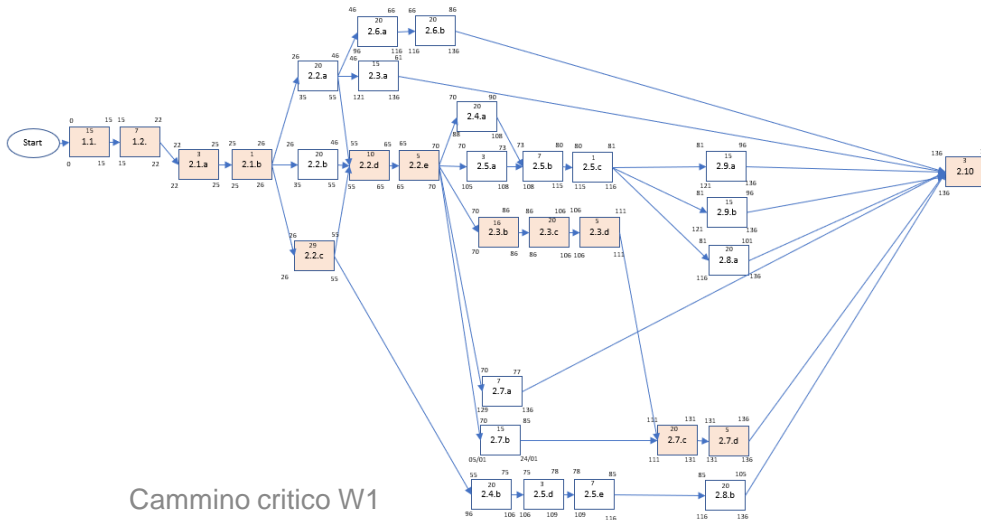 46 20 66 66 20 86
2.6.a 2.6.b
96 116 116 136
26 20 46 46 15 61
2.2.a 2.3.a
35 55 121 136
70 20 90
2.4.a
88 108
Start
0 15 15 15 7 22
1.1. 1.2.
0 15 15 22
22 3 25 25 1 26
2.1.a 2.1.b
22 25 25 26
26 20 46 55 10 65 65 5 70
2.2.b 2.2.d 2.2.e
35 55 55 65 65 70
70 3 73 73 7 80 80 1 81
2.5.a 2.5.b 2.5.c
105 108 108 115 115 116
81 15 96
2.9.a
121 136
136 3
2.10
136
81 15 96
2.9.b
121 136
70 16 86 86 20 106 106 5 111
2.3.b 2.3.c 2.3.d
70 86 86 106 106 111
26 29 55
2.2.c
26 55
81 20 101
2.8.a
116 136
70 7 77
2.7.a
129 136
70 15 85
2.7.b
05/01 24/01
111 20 131 131 5 136
2.7.c 2.7.d
111 131 131 136
55 20 75 75 3 78 78 7 85
2.4.b 2.5.d 2.5.e
96 106 106 109 109 116
85 20 105
2.8.b
116 136
Cammino critico W1